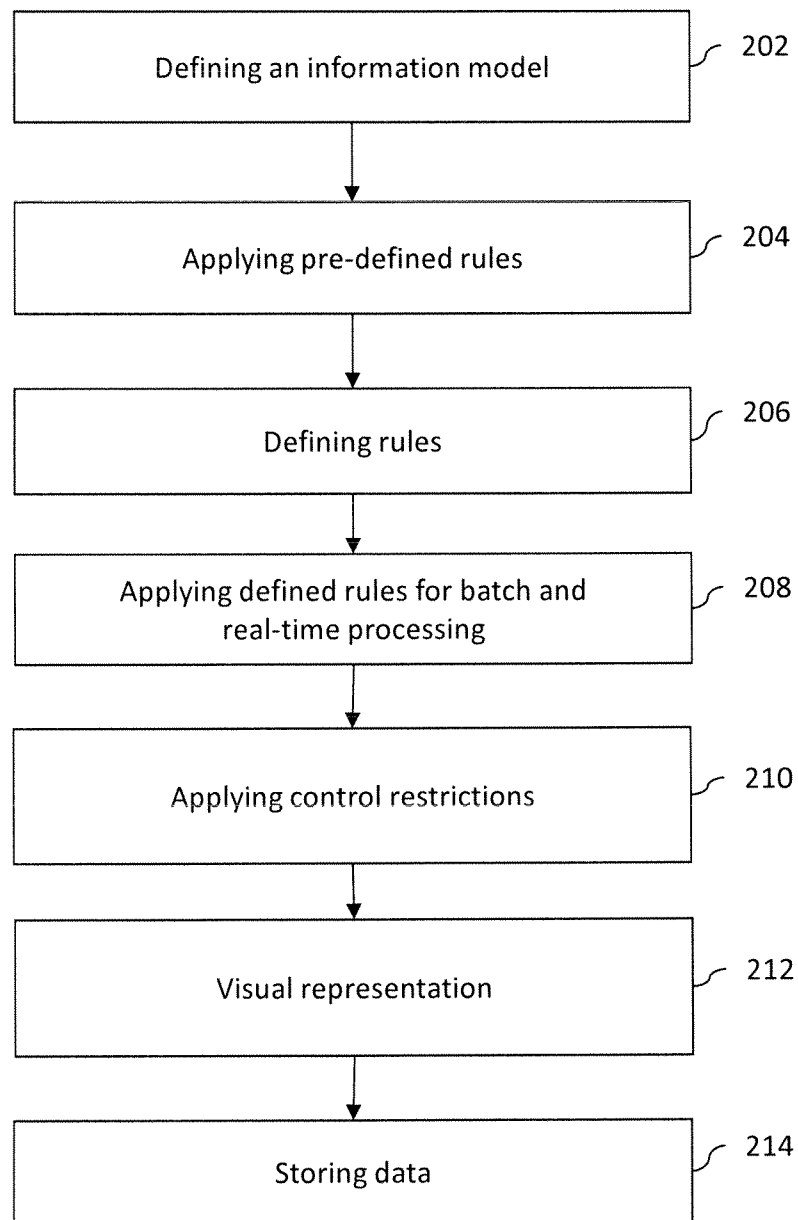 Defining an information model
202
Applying pre-defined rules
204
Defining rules
206
Applying defined rules for batch and
real-time processing
208
Applying control restrictions
210
Visual representation
212
Storing data
214